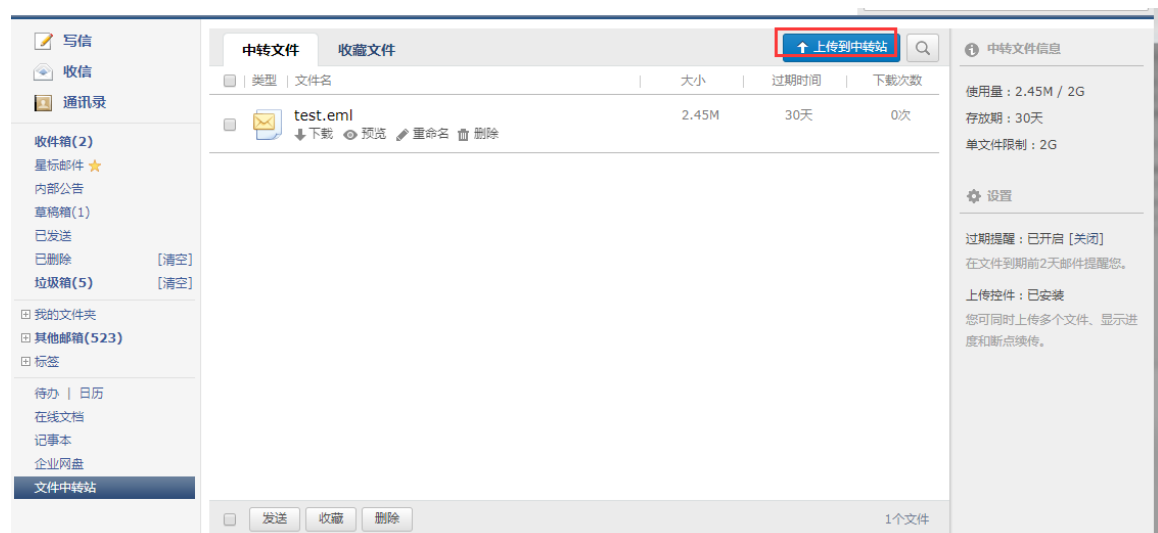 写信
收信
通讯录
收件箱(2)
星标邮件
内部公告
草稿箱(1)
已发送
已删除 [清空]
垃圾箱(5) [清空]
我的文件夹
其他邮箱(523)
标签
待办 | 日历
在线文档
记事本
企业网盘
文件中转站
中转文件 收藏文件 上传到中转站
类型 | 文件名 | 大小 | 过期时间 | 下载次数
test.eml 2.45M 30天 0次
下载 预览 重命名 删除
发送 收藏 删除 1个文件
中转文件信息
使用量：2.45M / 2G
存放期：30天
单文件限制：2G
设置
过期提醒：已开启 [关闭]
在文件到期前2天邮件提醒您。
上传控件：已安装
您可同时上传多个文件、显示进
度和断点续传。